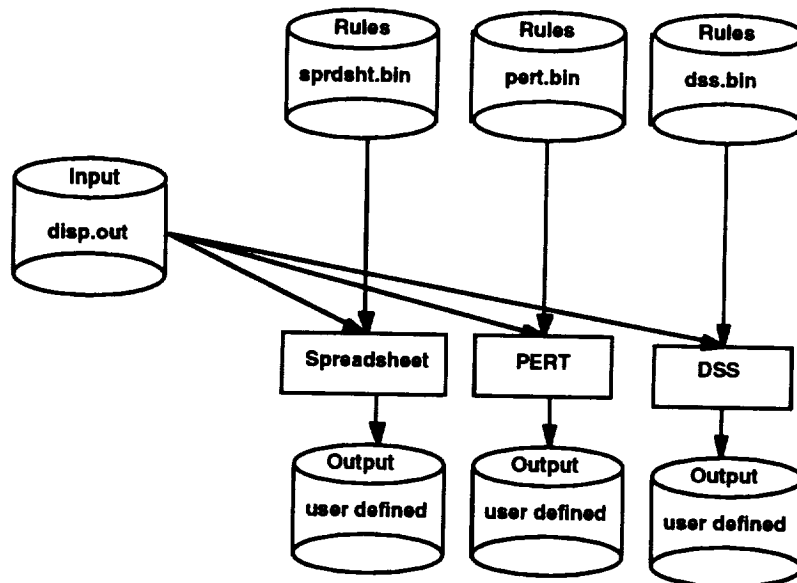 Rules
sprdsht.bin
Rules
pert.bin
Rules
dss.bin
Input
disp.out
Spreadsheet
PERT
DSS
Output
user defined
Output
user defined
Output
user defined